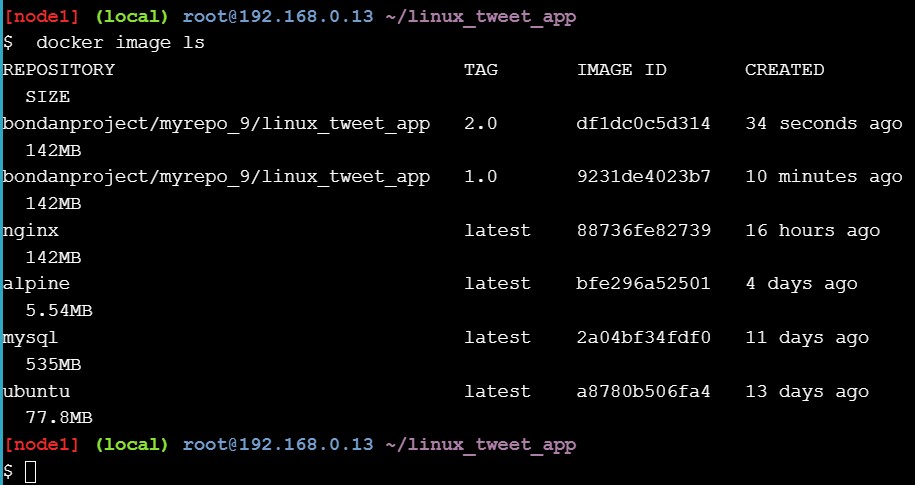 [node1] (local) root@192.168.0.13 ~/linux_tweet_app
$  docker image ls
REPOSITORY                               TAG       IMAGE ID       CREATED
  SIZE
bondanproject/myrepo_9/linux_tweet_app   2.0       df1dc0c5d314   34 seconds ago
  142MB
bondanproject/myrepo_9/linux_tweet_app   1.0       9231de4023b7   10 minutes ago
  142MB
nginx                                    latest    88736fe82739   16 hours ago
  142MB
alpine                                   latest    bfe296a52501   4 days ago
  5.54MB
mysql                                    latest    2a04bf34fdf0   11 days ago
  535MB
ubuntu                                   latest    a8780b506fa4   13 days ago
  77.8MB
[node1] (local) root@192.168.0.13 ~/linux_tweet_app
$